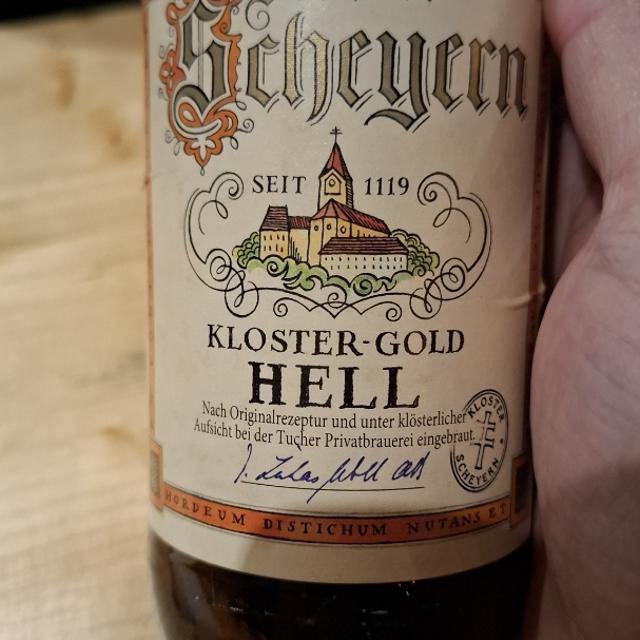 Scheyern
SEIT 1119
KLOSTER-GOLD
HELL
Nach Originalrezeptur und unter klösterlicher
Aufsicht bei der Tucher Privatbrauerei eingebraut.
KLOSTER
SCHEYERN
HORDEUM DISTICHUM NUTANS ET